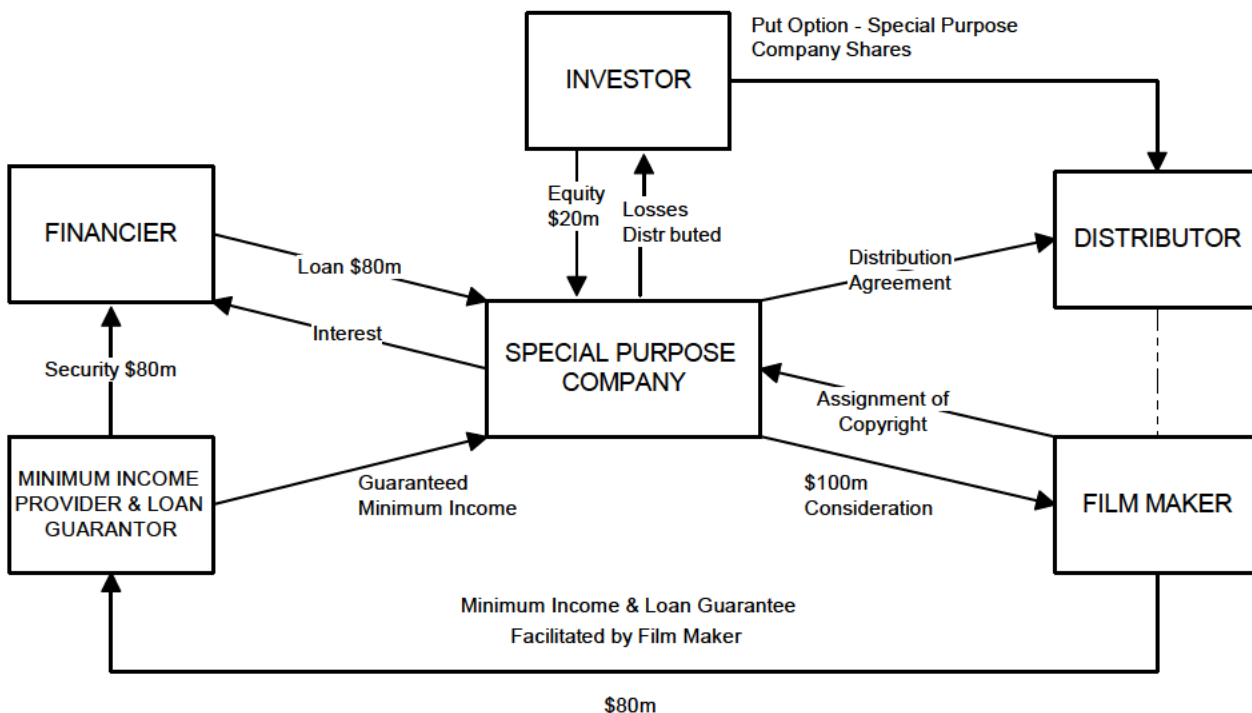 Put Option - Special Purpose
Company Shares
INVESTOR
Equity
$20m
Losses
Distr buted
FINANCIER
DISTRIBUTOR
Loan $80m
Distribution
Agreement
Interest
SPECIAL PURPOSE
COMPANY
Security $80m
Assignment of
Copyright
MINIMUM INCOME
PROVIDER & LOAN
GUARANTOR
Guaranteed
Minimum Income
$100m
Consideration
FILM MAKER
Minimum Income & Loan Guarantee
Facilitated by Film Maker
$80m